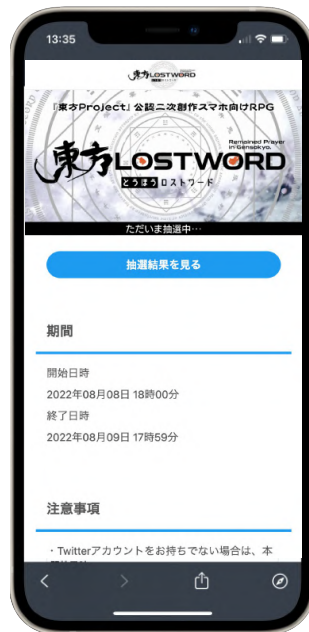 13:35
東方LOSTWORD
『東方Project』公認二次創作スマホ向けRPG
Remained Prayer
in Gensokyo.
東方LOSTWORD
とうほうロストワード
ただいま抽選中…
抽選結果を見る
期間
開始日時
2022年08月08日 18時00分
終了日時
2022年08月09日 17時59分
注意事項
・Twitterアカウントをお持ちでない場合は、本